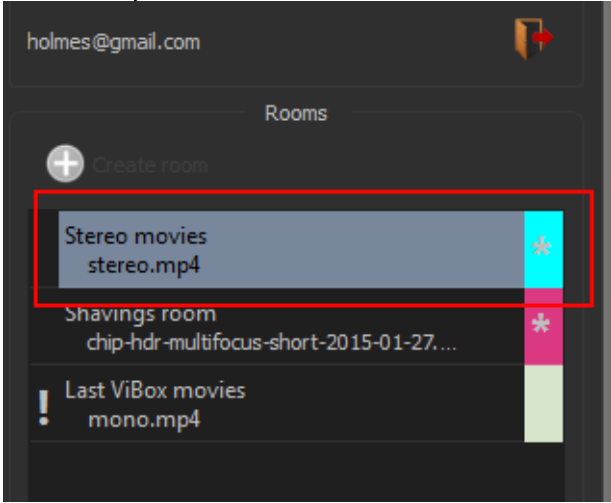 holmes@gmail.com
Rooms
Create room
Stereo movies
*
stereo.mp4
Shavings room
*
chip-hdr-multifocus-short-2015-01-27....
! Last ViBox movies
mono.mp4